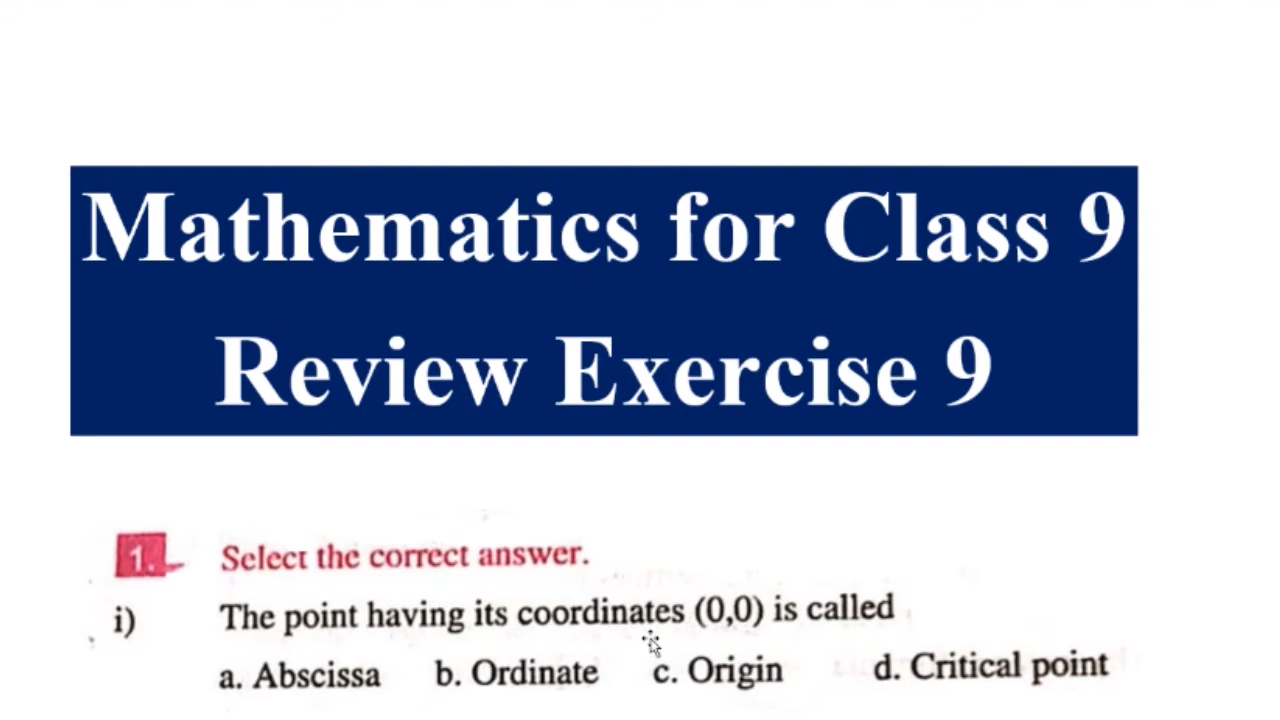 Mathematics for Class 9
Review Exercise 9
1. Select the correct answer.
i) The point having its coordinates (0,0) is called
a. Abscissa b. Ordinate c. Origin d. Critical point